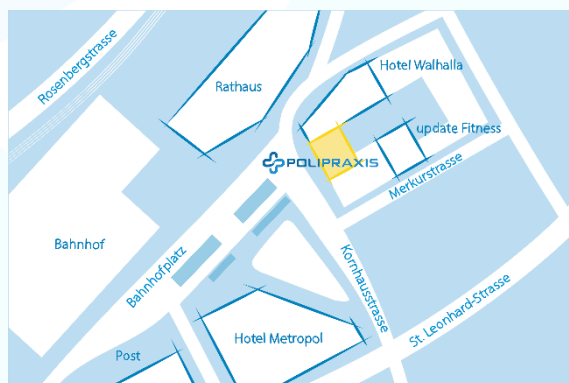 Rosenbergstrasse
Rathaus
Hotel Walhalla
update Fitness
POLIPRAXIS
Merkurstrasse
Bahnhof
Bahnhofplatz
Kornhausstrasse
St. Leonhard-Strasse
Hotel Metropol
Post